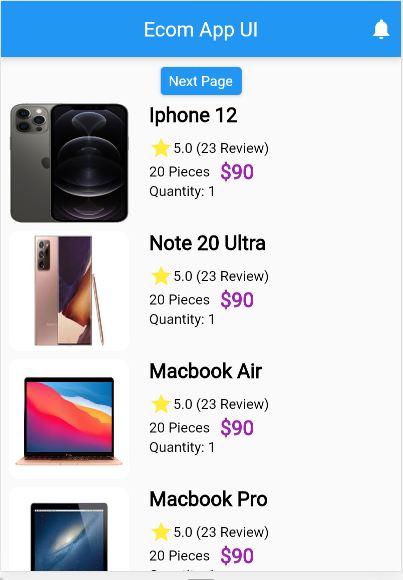 Ecom App UI
Next Page
Iphone 12
5.0 (23 Review)
20 Pieces $90
Quantity: 1
Note 20 Ultra
5.0 (23 Review)
20 Pieces $90
Quantity: 1
Macbook Air
5.0 (23 Review)
20 Pieces $90
Quantity: 1
Macbook Pro
5.0 (23 Review)
20 Pieces $90